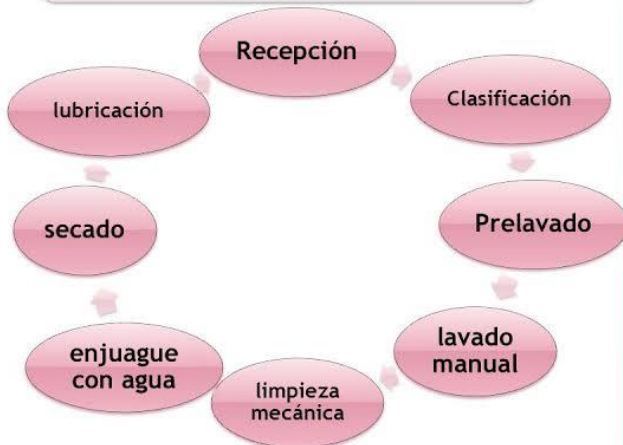 Recepción
Clasificación
Prelavado
lavado
manual
limpieza
mecánica
enjuague
con agua
secado
lubricación